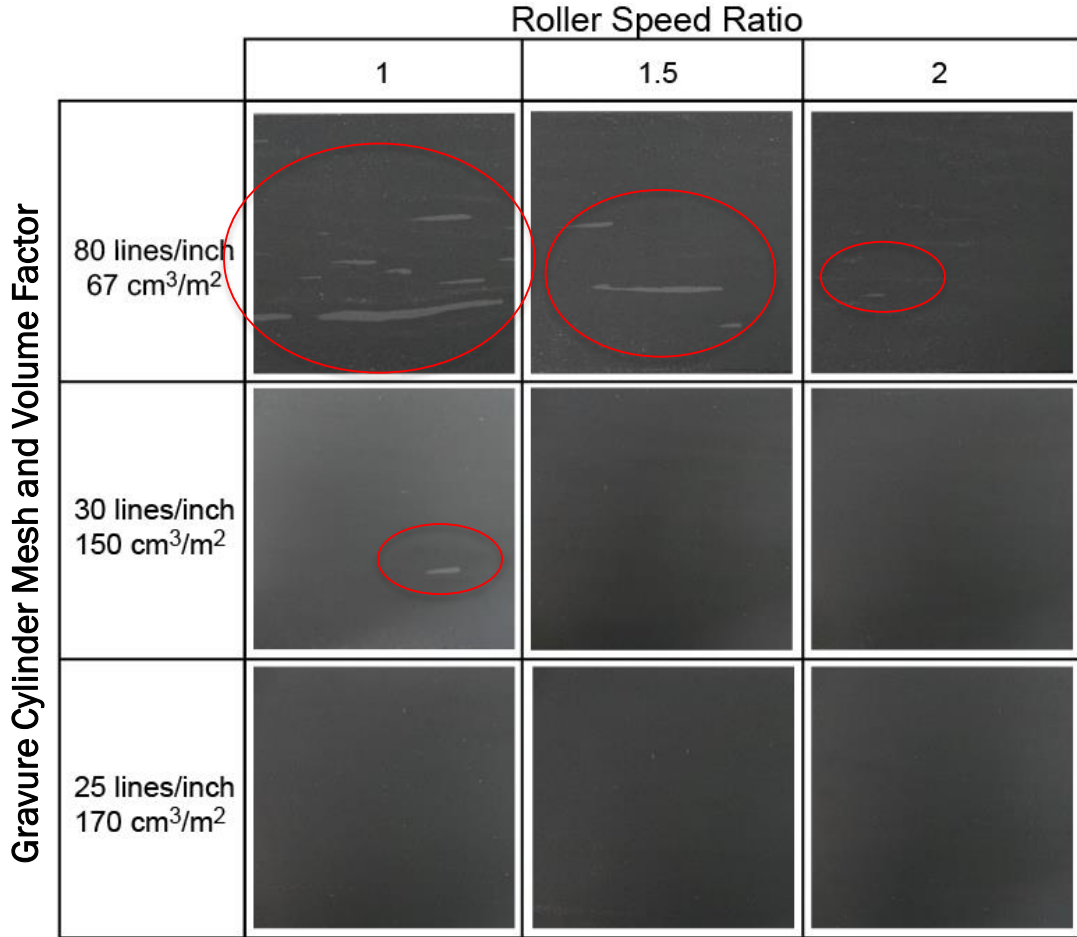 Roller Speed Ratio
1
1.5
2
Gravure Cylinder Mesh and Volume Factor
80 lines/inch
67 cm³/m²
30 lines/inch
150 cm³/m²
25 lines/inch
170 cm³/m²